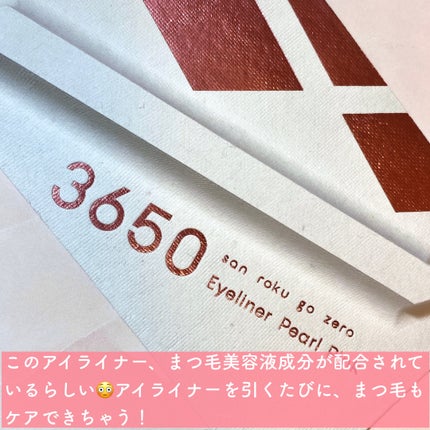 3650
san roku go zero
Eyeliner Pearl
このアイライナー、まつ毛美容液成分が配合されて
いるらしい😳アイライナーを引くたびに、まつ毛も
ケアできちゃう！